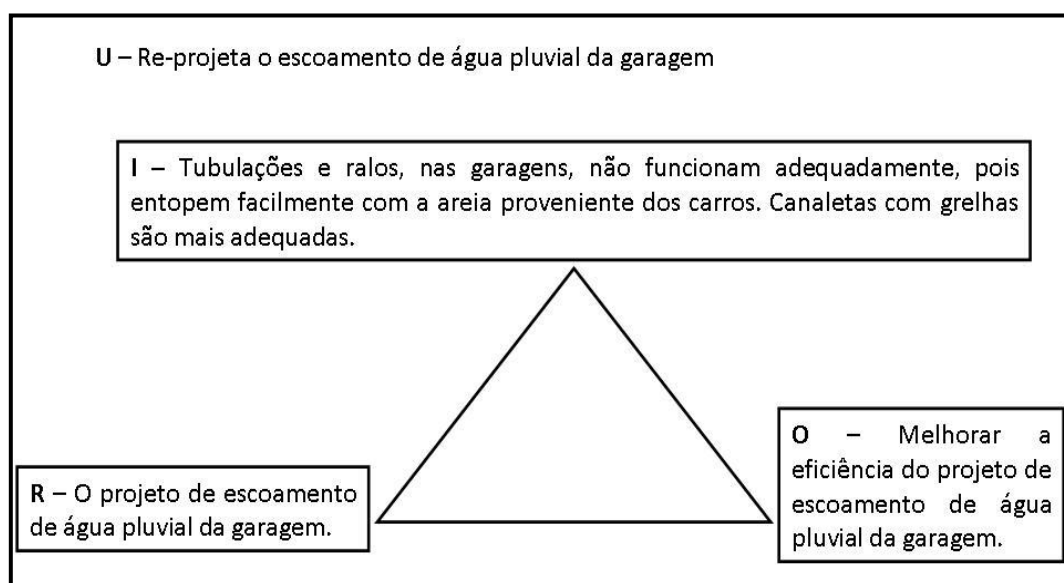 U – Re-projeta o escoamento de água pluvial da garagem
I – Tubulações e ralos, nas garagens, não funcionam adequadamente, pois
entopem facilmente com a areia proveniente dos carros. Canaletas com grelhas
são mais adequadas.
R – O projeto de escoamento
de água pluvial da garagem.
O – Melhorar a
eficiência do projeto de
escoamento de água
pluvial da garagem.